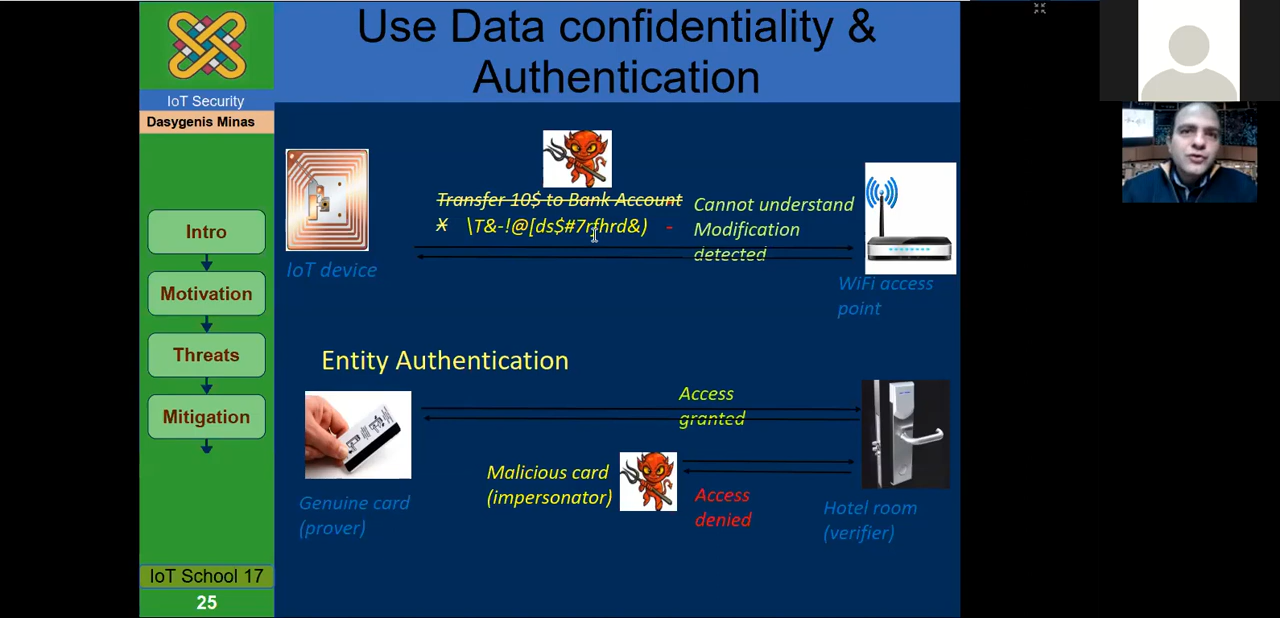 Use Data confidentiality &
Authentication
IoT Security
Dasygenis Minas
Intro
Motivation
Threats
Mitigation
IoT School 17
25
Transfer 10$ to Bank Account
X \T&-!@[ds$#7rfhrd&) -
Cannot understand
Modification
detected
IoT device
WiFi access
point
Entity Authentication
Access
granted
Malicious card
(impersonator)
Access
denied
Genuine card
(prover)
Hotel room
(verifier)